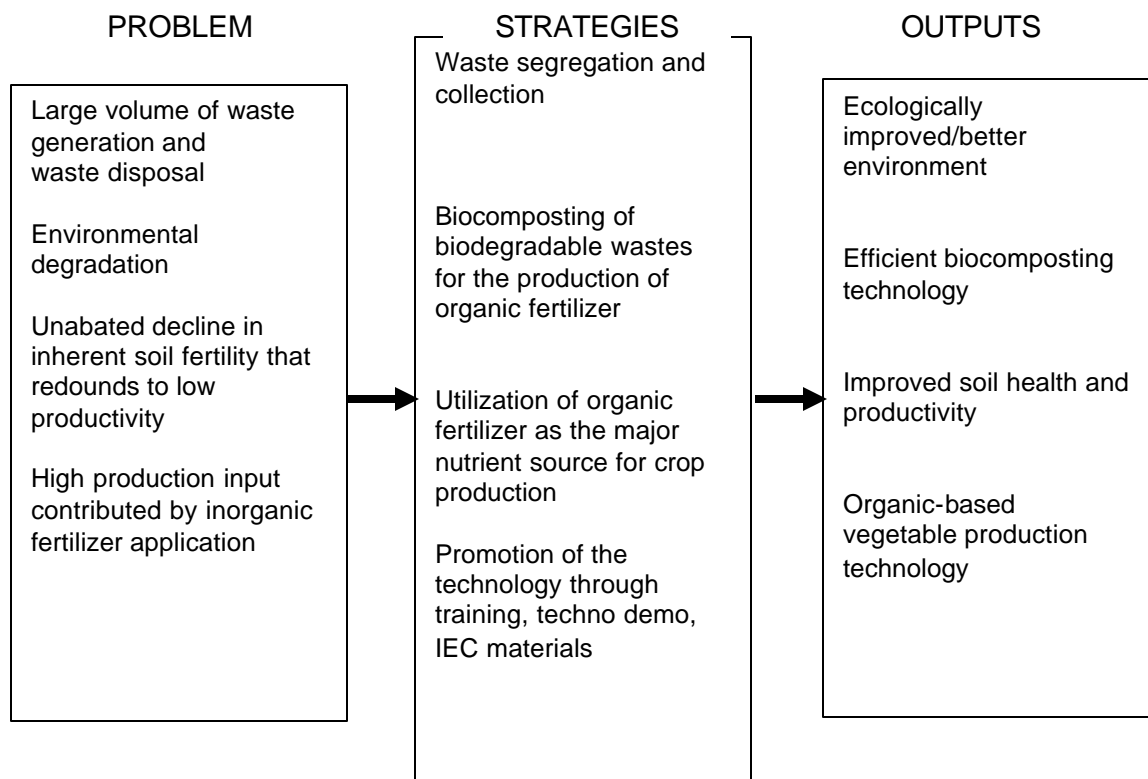 PROBLEM
Large volume of waste
generation and
waste disposal
Environmental
degradation
Unabated decline in
inherent soil fertility that
redounds to low
productivity
High production input
contributed by inorganic
fertilizer application
STRATEGIES
Waste segregation and
collection
Biocomposting of
biodegradable wastes
for the production of
organic fertilizer
Utilization of organic
fertilizer as the major
nutrient source for crop
production
Promotion of the
technology through
training, techno demo,
IEC materials
OUTPUTS
Ecologically
improved/better
environment
Efficient biocomposting
technology
Improved soil health and
productivity
Organic-based
vegetable production
technology